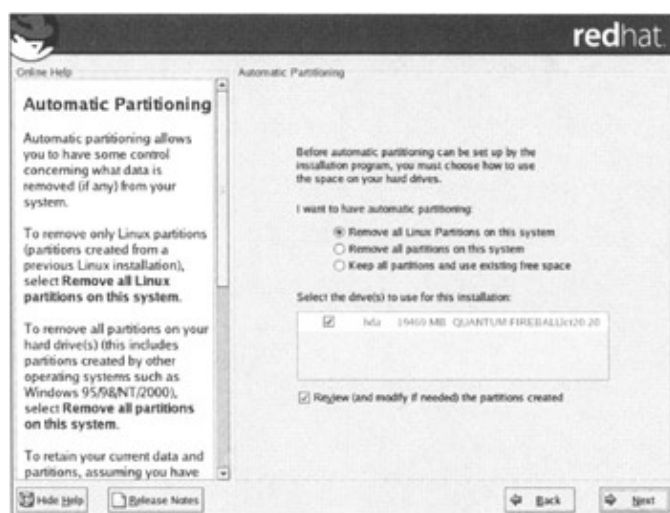 redhat.
Online Help
Automatic Partitioning
Automatic partitioning allows
you to have some control
concerning what data is
removed (if any) from your
system.
To remove only Linux partitions
(partitions created from a
previous Linux installation),
select Remove all Linux
partitions on this system.
To remove all partitions on your
hard drive(s) (this includes
partitions created by other
operating systems such as
Windows 95/98/NT/2000),
select Remove all partitions
on this system.
To retain your current data and
partitions, assuming you have
Automatic Partitioning
Before automatic partitioning can be set up by the
installation program, you must choose how to use
the space on your hard drives.
I want to have automatic partitioning:
Remove all Linux Partitions on this system
Remove all partitions on this system
Keep all partitions and use existing free space
Select the drive(s) to use for this installation:
hda QUANTUM 20
Review (and modify if needed) the partitions created
Hide Help
Release Notes
Back
Next